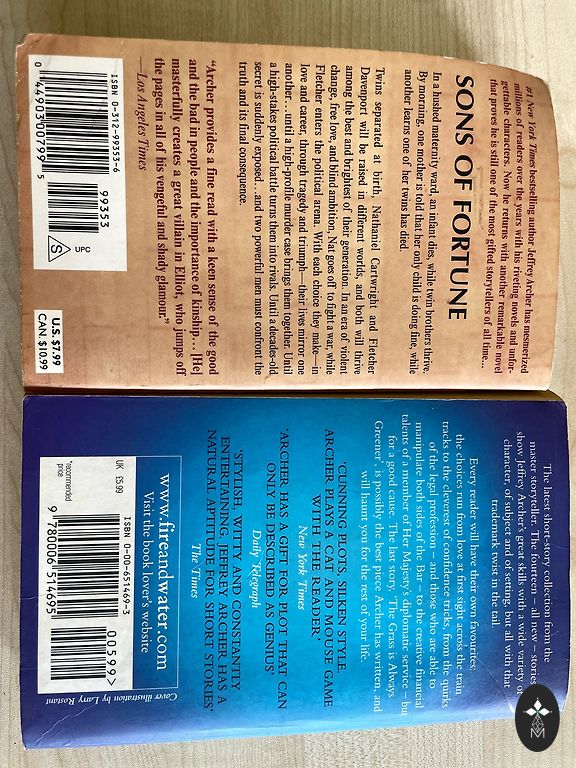 #1 New York Times bestselling author Jeffrey Archer has mesmerized
millions of readers over the years with his riveting novels and unfor-
gettable characters. Now he returns with another remarkable novel
that proves he is still one of the most gifted storytellers of all time...
SONS OF FORTUNE
In a hushed maternity ward, an infant dies, while twin brothers thrive.
By morning, one mother is told that her only child is doing fine, while
another learns one of her twins has died.
Twins separated at birth, Nathaniel Cartwright and Fletcher
Davenport will be raised in different worlds, and both will thrive
among the best and brightest of their generation. In an era of violent
change, free love, and blind ambition, Nat goes off to fight a war, while
Fletcher enters the political arena. With each choice they make—in
love and career, through tragedy and triumph—their lives mirror one
another...until a high-profile murder case brings them together. Until
a high-stakes political battle turns them into rivals. Until a decades-old
secret is suddenly exposed...and two powerful men must confront the
truth and its final consequence.
"Archer provides a fine read with a keen sense of the good
and the bad in people and the importance of kinship... [He]
masterfully creates a great villain in Elliot, who jumps off
the pages in all of his vengeful and shady glamour."
—Los Angeles Times
ISBN 0-312-99353-6
99353
0 44903 00799 5
S UPC
U.S. $7.99
CAN. $10.99
The latest short-story collection from the
master storyteller. The fourteen – all new – stories
show Jeffrey Archer's great skills with a wide variety of
character, of subject and of setting, but all with that
trademark twist in the tail.
Every reader will have their own favourites:
the choices run from love at first sight across the train
tracks to the cleverest of confidence tricks, from the quirks
of the legal profession – and those who are able to
manipulate both sides of the Bar – to the creative financial
talents of a member of Her Majesty's diplomatic service – but
for a good cause. The last story, 'The Grass is Always
Greener', is possibly the best piece Archer has written, and
will haunt you for the rest of your life.
'CUNNING PLOTS, SILKEN STYLE.
ARCHER PLAYS A CAT AND MOUSE GAME
WITH THE READER'
New York Times
'ARCHER HAS A GIFT FOR PLOT THAT CAN
ONLY BE DESCRIBED AS GENIUS'
Daily Telegraph
'STYLISH, WITTY AND CONSTANTLY
ENTERTAINING, JEFFREY ARCHER HAS A
NATURAL APTITUDE FOR SHORT STORIES'
The Times
www.fireandwater.com
Visit the book lover's website
UK £5.99
*recommended
price
ISBN 0-00-651469-3
00599>
9 780006 514695
Cover illustration by Larry Rostant
M